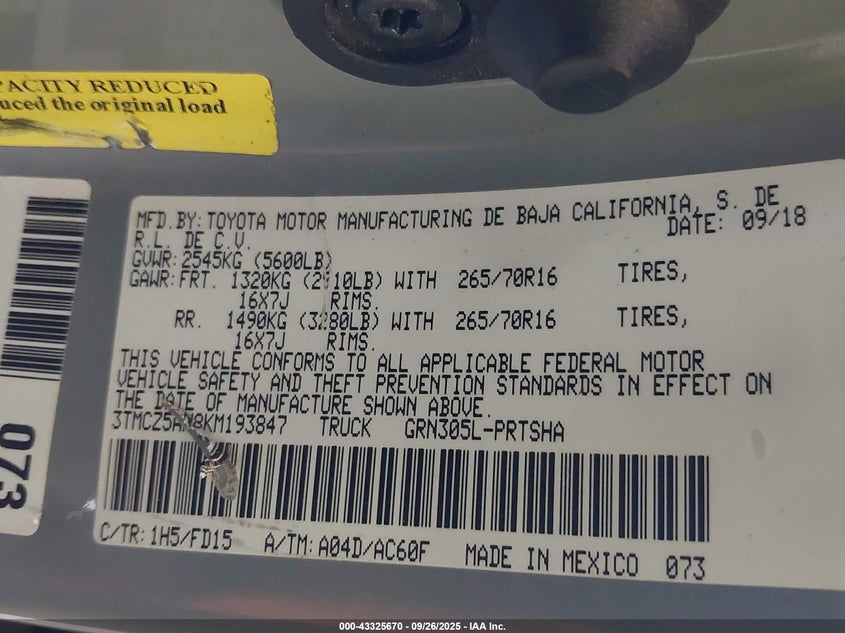 PACITY REDUCED
uced the original load
MFD.BY: TOYOTA MOTOR MANUFACTURING DE BAJA CALIFORNIA, S. DE
R.L. DE C.V. DATE: 09/18
GVWR: 2545KG (5600LB)
GAWR: FRT. 1320KG (2910LB) WITH 265/70R16 TIRES,
16X7J RIMS.
RR. 1490KG (3280LB) WITH 265/70R16 TIRES,
16X7J RIMS.
THIS VEHICLE CONFORMS TO ALL APPLICABLE FEDERAL MOTOR
VEHICLE SAFETY AND THEFT PREVENTION STANDARDS IN EFFECT ON
THE DATE OF MANUFACTURE SHOWN ABOVE.
3TMCZ5AN8KM193847 TRUCK GRN305L-PRTSHA
C/TR: 1H5/FD15 A/TM: A04D/AC60F MADE IN MEXICO 073
073
000-43325670 - 09/26/2025 - IAA Inc.